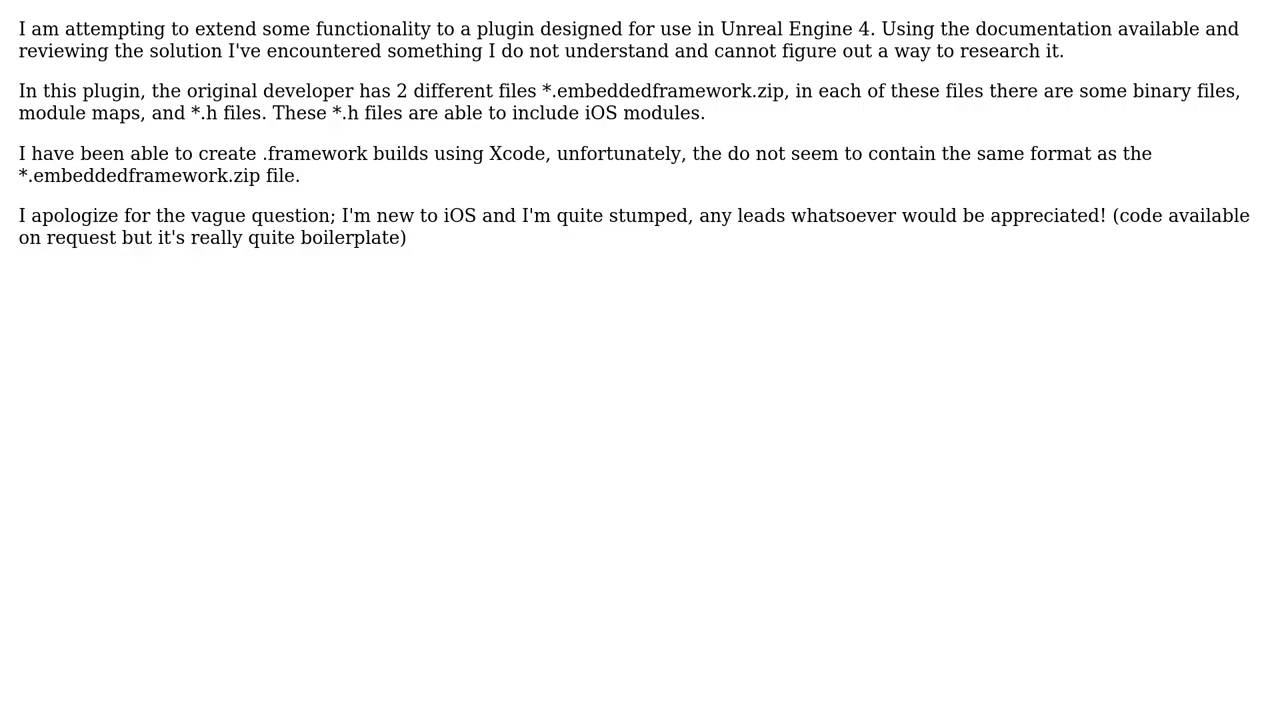 I am attempting to extend some functionality to a plugin designed for use in Unreal Engine 4. Using the documentation available and
reviewing the solution I've encountered something I do not understand and cannot figure out a way to research it.
In this plugin, the original developer has 2 different files *.embeddedframework.zip, in each of these files there are some binary files,
module maps, and *.h files. These *.h files are able to include iOS modules.
I have been able to create .framework builds using Xcode, unfortunately, the do not seem to contain the same format as the
*.embeddedframework.zip file.
I apologize for the vague question; I'm new to iOS and I'm quite stumped, any leads whatsoever would be appreciated! (code available
on request but it's really quite boilerplate)